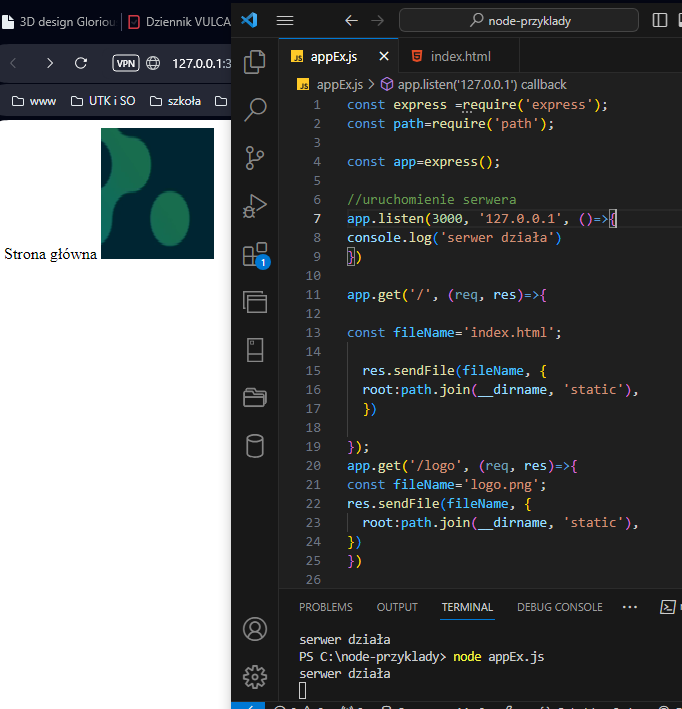 3D design Gloriou
Dziennik VULCA
node-przyklady
VPN
127.0.0.1:3
www
UTK i SO
szkoła
Strona główna
appEx.js
index.html
appEx.js > app.listen('127.0.0.1') callback
1 const express =require('express');
2 const path=require('path');
3
4 const app=express();
5
6 //uruchomienie serwera
7 app.listen(3000, '127.0.0.1', ()=>{
8 console.log('serwer działa')
9 })
10
11 app.get('/', (req, res)=>{
12
13 const fileName='index.html';
14
15 res.sendFile(fileName, {
16 root:path.join(__dirname, 'static'),
17 })
18
19 });
20 app.get('/logo', (req, res)=>{
21 const fileName='logo.png';
22 res.sendFile(fileName, {
23 root:path.join(__dirname, 'static'),
24 })
25 })
26
1
PROBLEMS OUTPUT TERMINAL DEBUG CONSOLE ···
serwer działa
PS C:\node-przyklady> node appEx.js
serwer działa